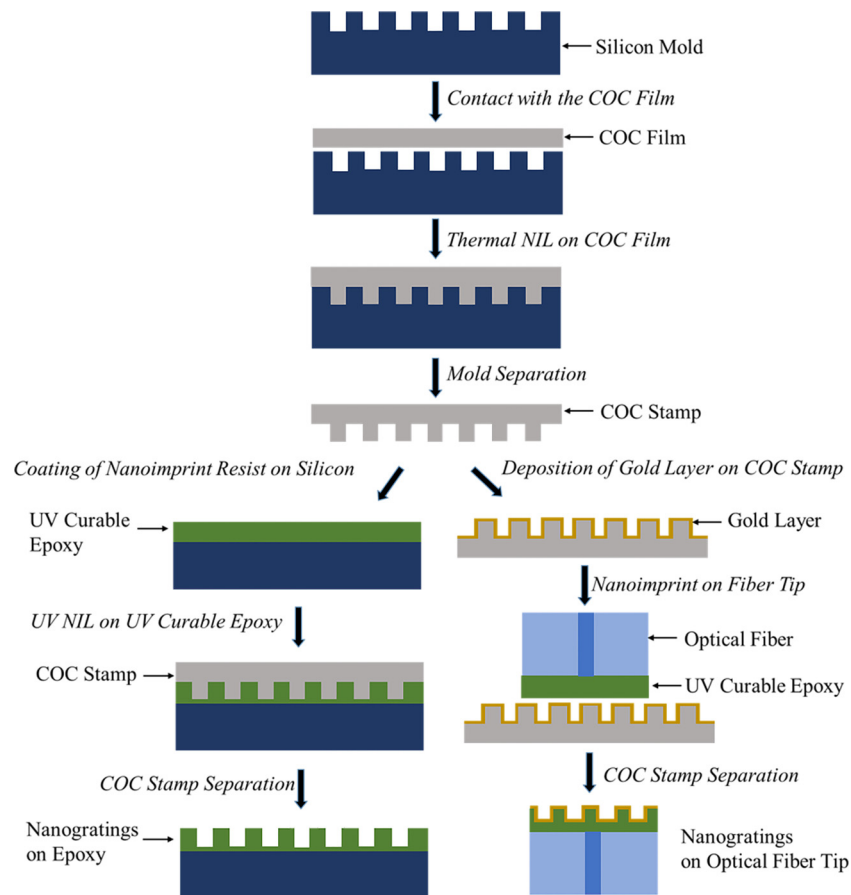 Silicon Mold
Contact with the COC Film
COC Film
Thermal NIL on COC Film
Mold Separation
COC Stamp
Coating of Nanoimprint Resist on Silicon
UV Curable
Epoxy
UV NIL on UV Curable Epoxy
COC Stamp
COC Stamp Separation
Nanogratings
on Epoxy
Deposition of Gold Layer on COC Stamp
Gold Layer
Nanoimprint on Fiber Tip
Optical Fiber
UV Curable Epoxy
COC Stamp Separation
Nanogratings
on Optical Fiber Tip